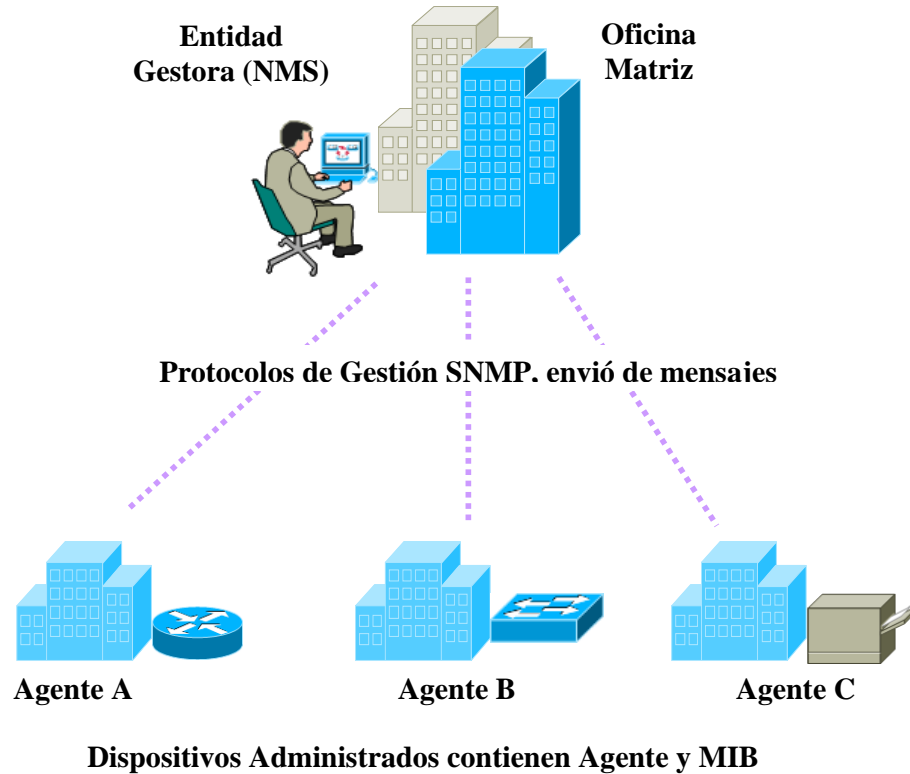 Entidad
Gestora (NMS)
Oficina
Matriz
Protocolos de Gestión SNMP, envió de mensajes
Agente A
Agente B
Agente C
Dispositivos Administrados contienen Agente y MIB